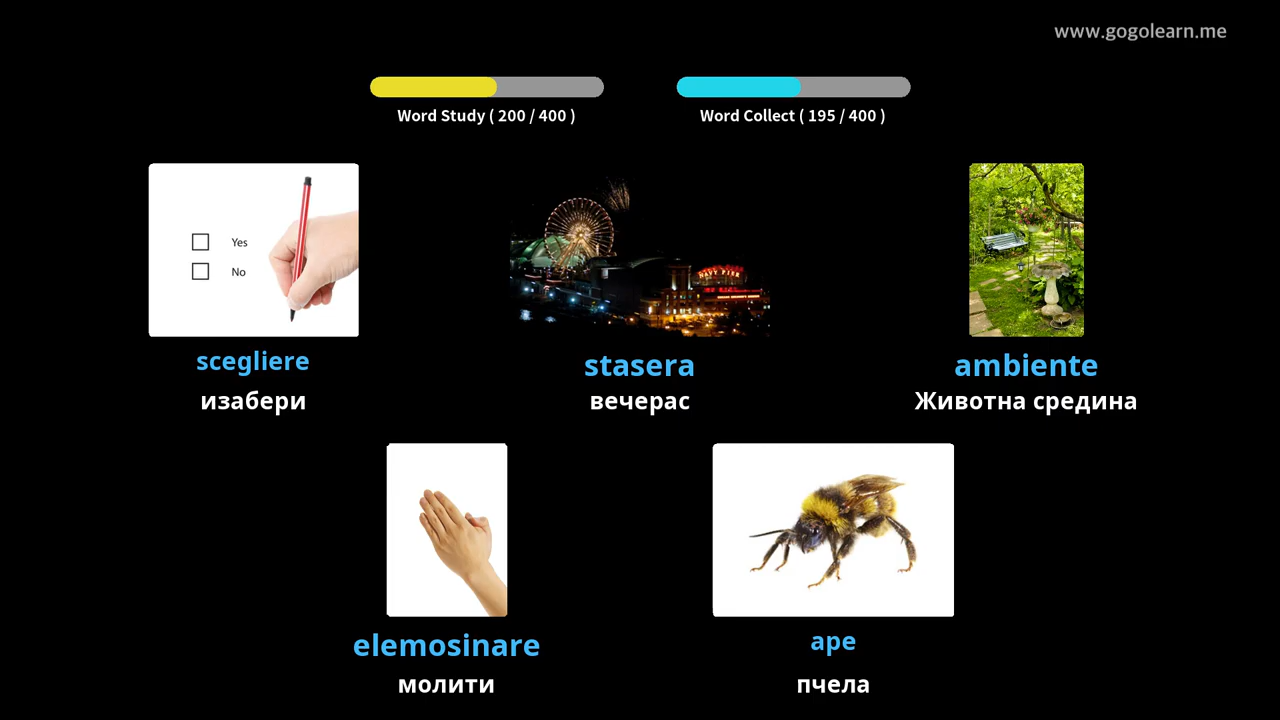 www.gogolearn.me
Word Study ( 200 / 400 )
Word Collect ( 195 / 400 )
Yes
No
scegliere
изабери
stasera
вечерас
ambiente
Животна средина
elemosinare
молити
ape
пчела